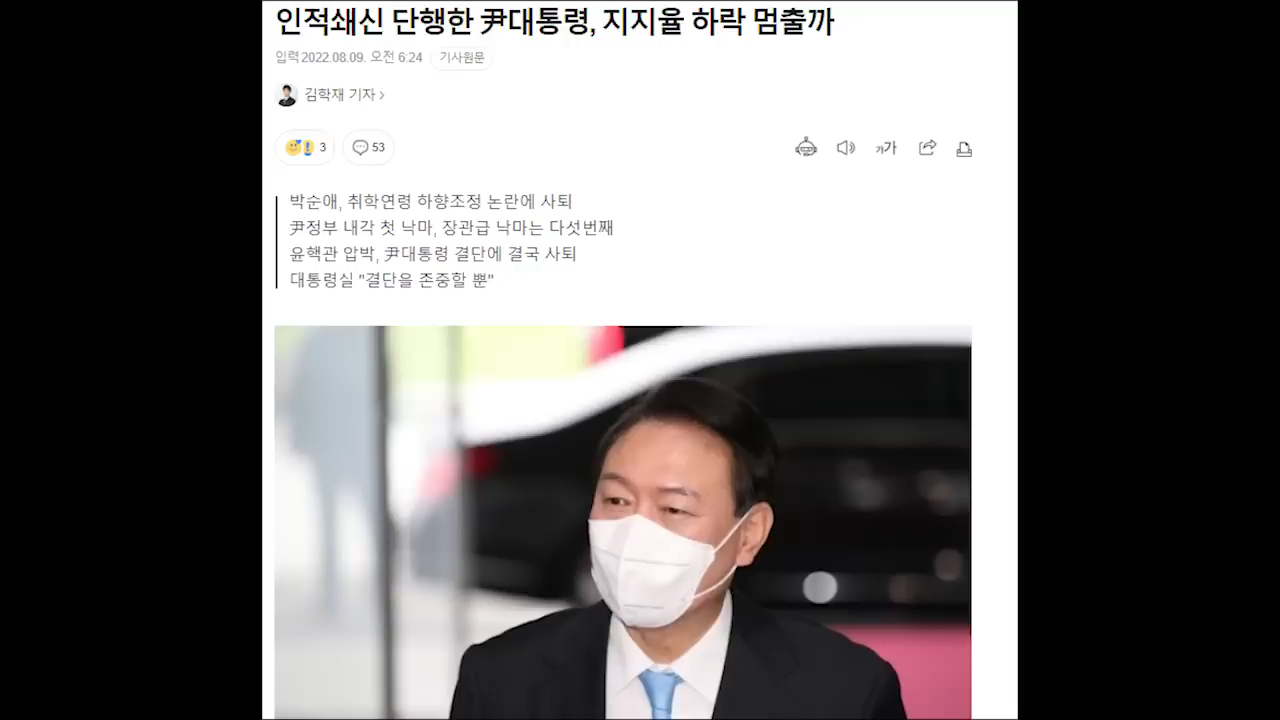 인적쇄신 단행한 尹대통령, 지지율 하락 멈출까
입력 2022.08.09. 오전 6:24 기사원문
김학재 기자 >
3 53
가가
박순애, 취학연령 하향조정 논란에 사퇴
尹정부 내각 첫 낙마, 장관급 낙마는 다섯번째
윤핵관 압박, 尹대통령 결단에 결국 사퇴
대통령실 "결단을 존중할 뿐"